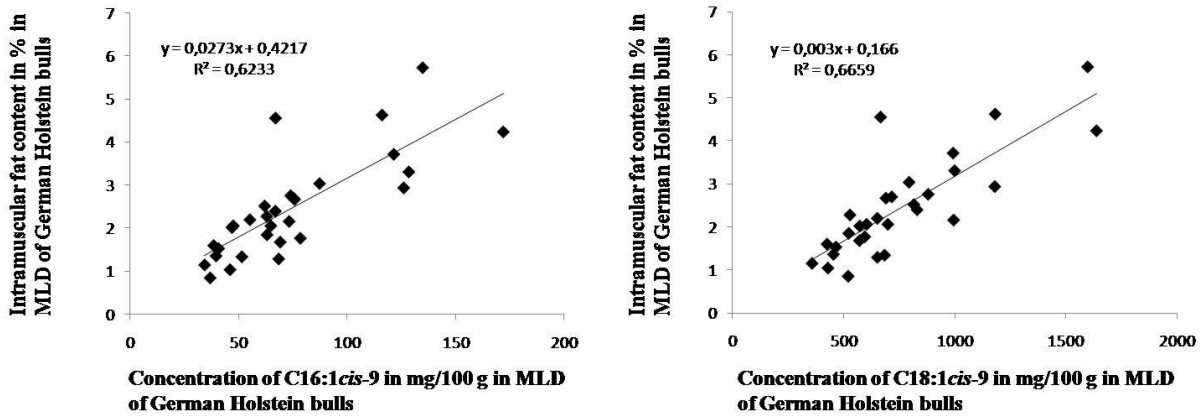 Intramuscular fat content in % in
MLD of German Holstein bulls
7
6
5
4
3
2
1
0
y = 0,0273x + 0,4217
R² = 0,6233
0 50 100 150 200
Concentration of C16:1cis-9 in mg/100 g in MLD
of German Holstein bulls
Intramuscular fat content in % in
MLD of German Holstein bulls
7
6
5
4
3
2
1
0
y = 0,003x + 0,166
R² = 0,6659
0 500 1000 1500 2000
Concentration of C18:1cis-9 in mg/100 g in MLD
of German Holstein bulls